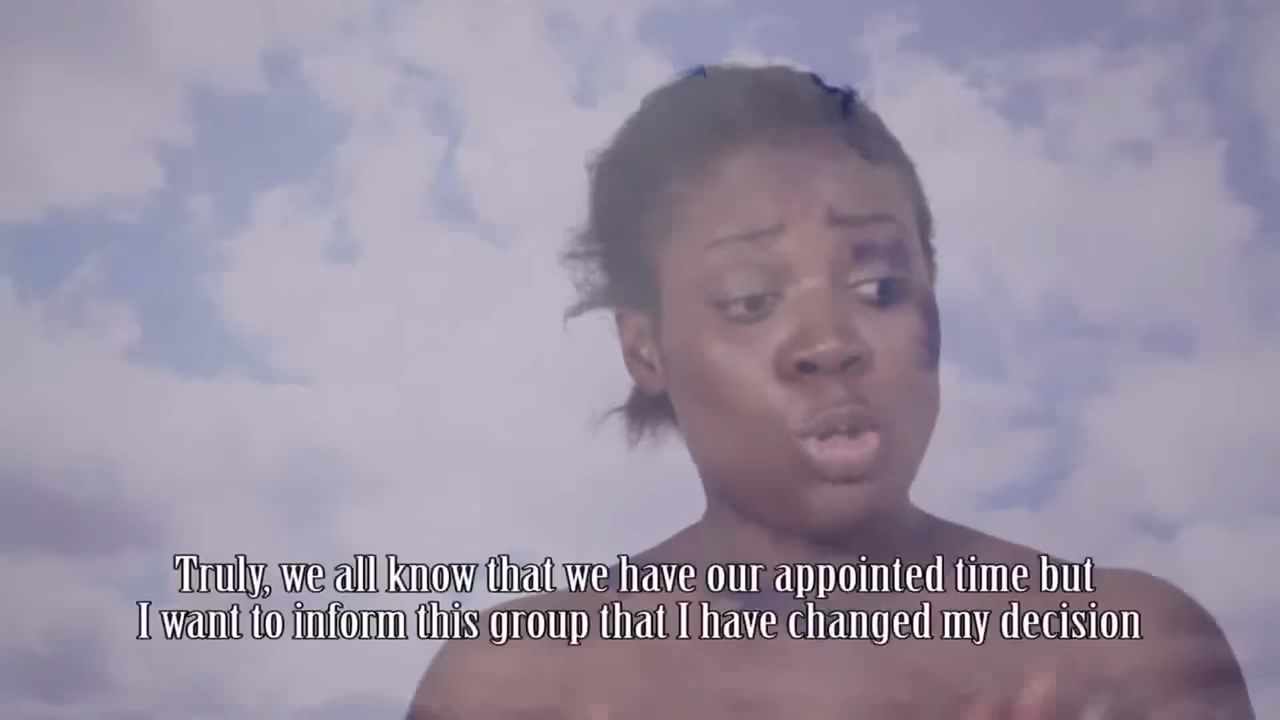 Truly, we all know that we have our appointed time but
I want to inform this group that I have changed my decision